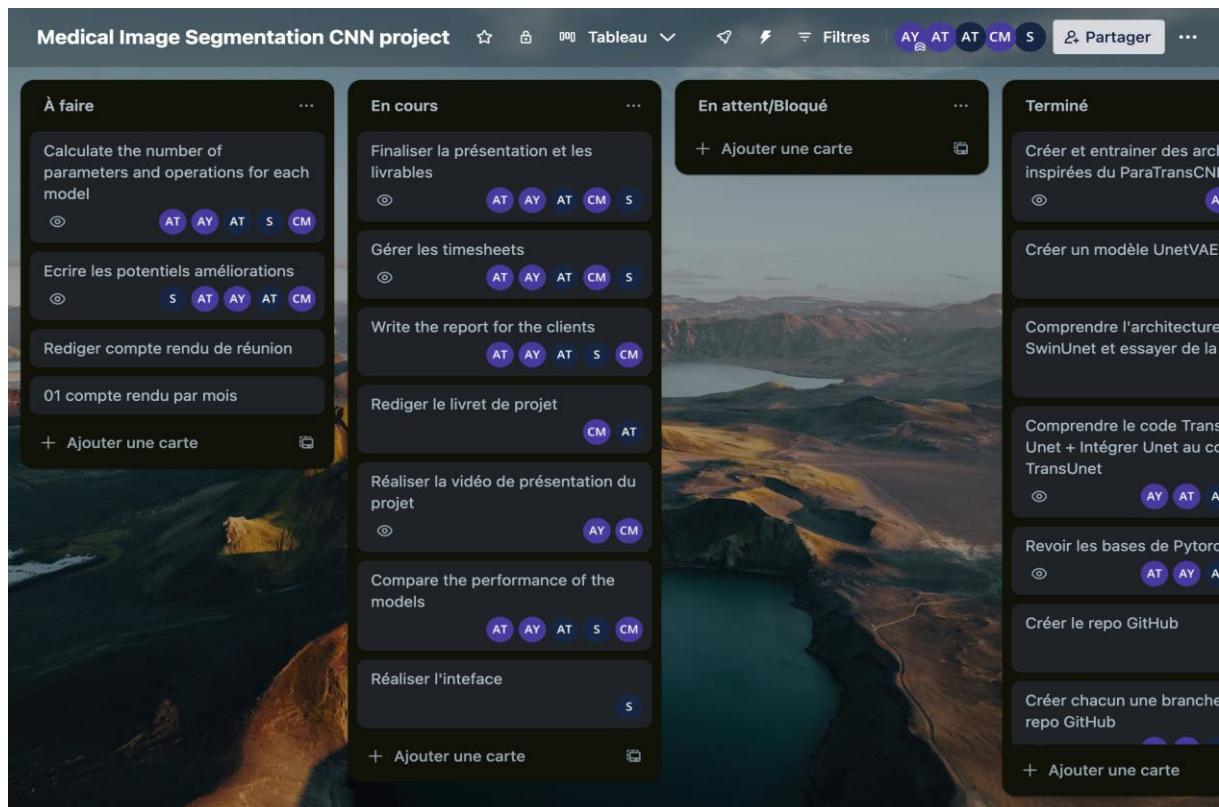 Medical Image Segmentation CNN project Tableau Filtres AY AT AT CM S Partager
À faire
Calculate the number of
parameters and operations for each
model
AT AY AT S CM
Ecrire les potentiels améliorations
S AT AY AT CM
Rediger compte rendu de réunion
01 compte rendu par mois
+ Ajouter une carte
En cours
Finaliser la présentation et les
livrables
AT AY AT CM S
Gérer les timesheets
AT AY AT CM S
Write the report for the clients
AT AY AT S CM
Rediger le livret de projet
CM AT
Réaliser la vidéo de présentation du
projet
AY CM
Compare the performance of the
models
AT AY AT S CM
Réaliser l'inteface
S
+ Ajouter une carte
En attent/Bloqué
+ Ajouter une carte
Terminé
Créer et entrainer des arc
inspirées du ParaTransCN
Créer un modèle UnetVAE
Comprendre l'architecture
SwinUnet et essayer de la
Comprendre le code Trans
Unet + Intégrer Unet au co
TransUnet
AY AT A
Revoir les bases de Pytorc
AT AY A
Créer le repo GitHub
Créer chacun une branche
repo GitHub
+ Ajouter une carte